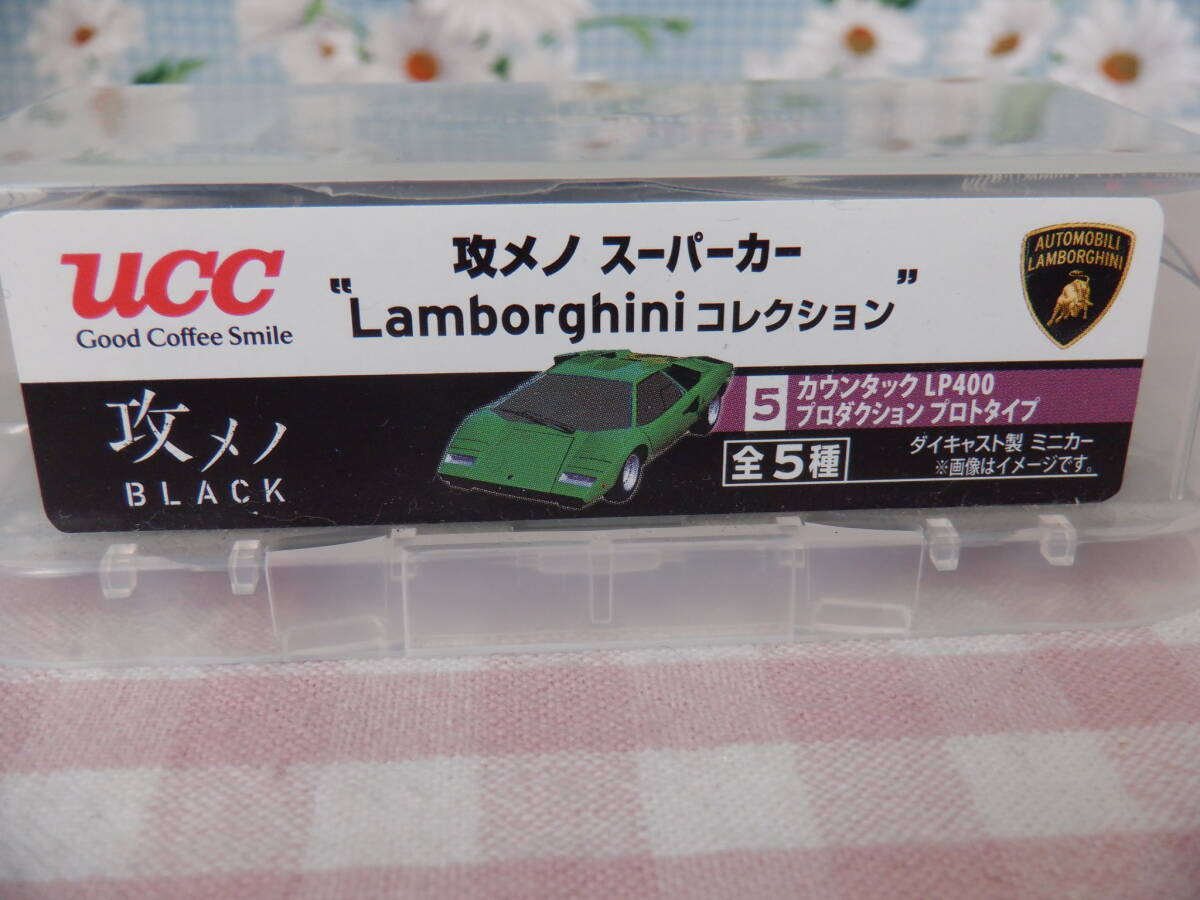 ucc
Good Coffee Smile
攻メノ スーパーカー
“Lamborghini コレクション”
AUTOMOBILI
LAMBORGHINI
攻メノ
BLACK
5 カウンタック LP400
プロダクション プロトタイプ
全5種
ダイキャスト製 ミニカー
※画像はイメージです。